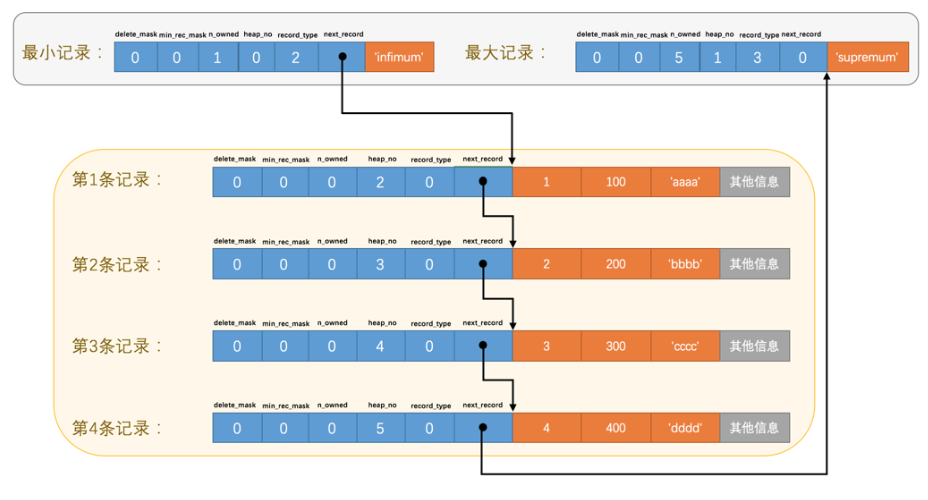 delete_mask min_rec_mask n_owned heap_no record_type next_record
最小记录： 0 0 1 0 2 'infimum'
delete_mask min_rec_mask n_owned heap_no record_type next_record
最大记录： 0 0 5 1 3 0 'supremum'
delete_mask min_rec_mask n_owned heap_no record_type next_record
第1条记录： 0 0 0 2 0 1 100 'aaaa' 其他信息
delete_mask min_rec_mask n_owned heap_no record_type next_record
第2条记录： 0 0 0 3 0 2 200 'bbbb' 其他信息
delete_mask min_rec_mask n_owned heap_no record_type next_record
第3条记录： 0 0 0 4 0 3 300 'cccc' 其他信息
delete_mask min_rec_mask n_owned heap_no record_type next_record
第4条记录： 0 0 0 5 0 4 400 'dddd' 其他信息